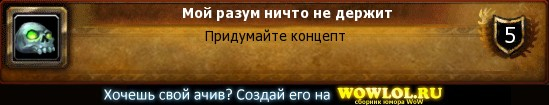 Мой разум ничто не держит
Придумайте концепт
5
Хочешь свой ачив? Создай его на WOWLOL.RU
сборник юмора WoW